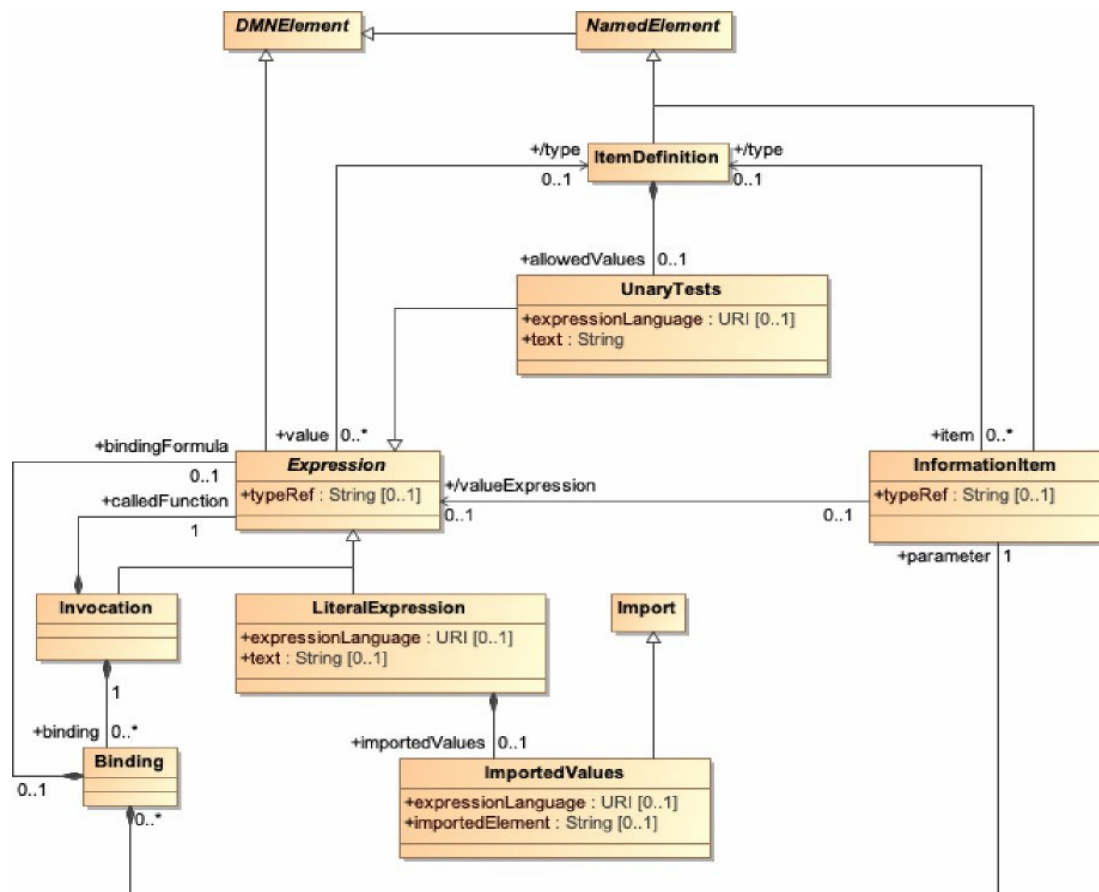 DMNElement
NamedElement
+/type
0..1
ItemDefinition
+/type
0..1
+allowedValues
0..1
UnaryTests
+expressionLanguage : URI [0..1]
+text : String
+bindingFormula
0..1
+value
0..*
+item
0..*
Expression
+typeRef : String [0..1]
+/valueExpression
0..1
0..1
InformationItem
+typeRef : String [0..1]
+calledFunction
1
+parameter
1
Invocation
LiteralExpression
+expressionLanguage : URI [0..1]
+text : String [0..1]
Import
1
+binding
0..*
+importedValues
0..1
Binding
0..1
0..*
ImportedValues
+expressionLanguage : URI [0..1]
+importedElement : String [0..1]